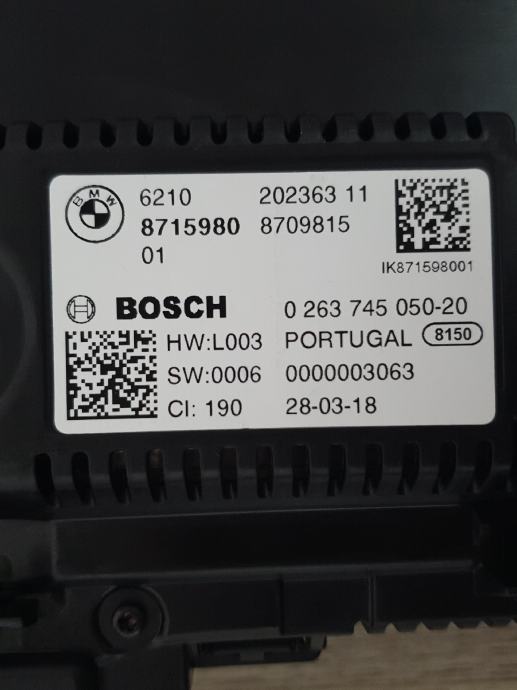 BMW
6210 202363 11
8715980 8709815
01
IK871598001
BOSCH 0 263 745 050-20
HW:L003 PORTUGAL 8150
SW:0006 0000003063
CI: 190 28-03-18